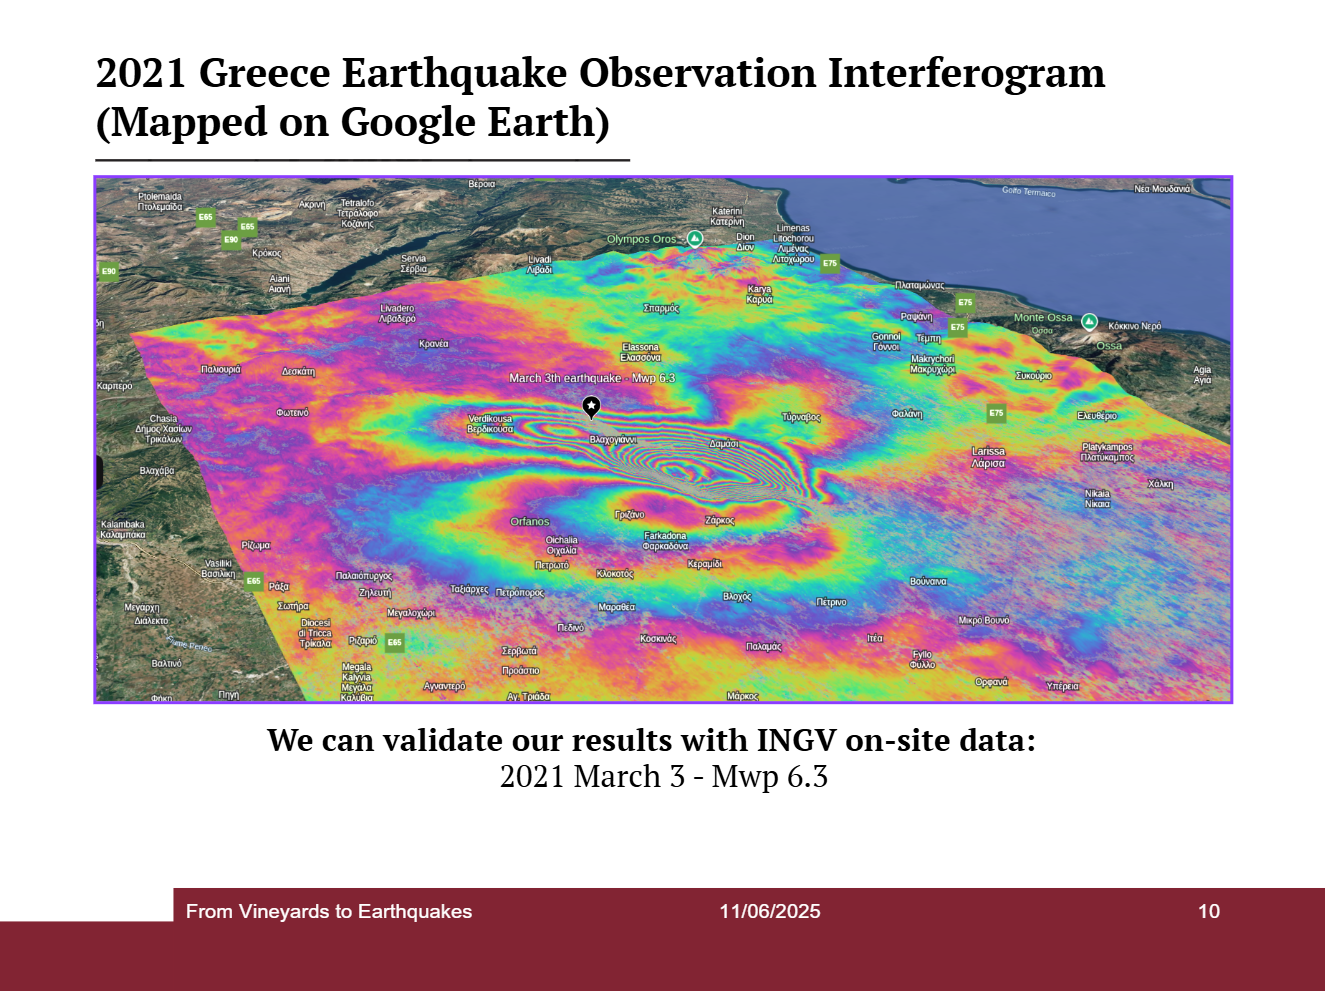 2021 Greece Earthquake Observation Interferogram
(Mapped on Google Earth)
Βέροια
Golfo Termaico
Νέα Μουδανιά
Ptolemaida
Πτολεμαΐδα
E65
E65
E90
E90
Ακρινή
Tetralofo
Τετράλοφο
Κοζάνης
Κρόκος
Aiani
Αιανή
Servia
Σέρβια
Livadi
Λιβάδι
Olympos Oros
Katerini
Κατερίνη
Dion
Δίον
Limenas
Litochorou
Λιμένας
Λιτοχώρου
E75
Πλαταμώνας
E75
E75
Ραψάνη
Monte Ossa
Όσσα
Ossa
Κόκκινο Νερό
Agia
Αγιά
Livadero
Λιβαδερό
Κρανέα
Σπαρμός
Karya
Καρυά
Elassona
Ελασσόνα
Gonnoi
Γόννοι
Τέμπη
Makrychori
Μακρυχώρι
Συκούριο
Παλιουριά
Δεσκάτη
Καρπερό
March 3th earthquake - Mwp 6.3
Φωτεινό
Chasia
Δήμος Χασίων
Τρικάλων
Verdikousa
Βερδικούσα
Βλαχογιάννι
Δαμάσι
Τύρναβος
Φαλάνη
E75
Ελευθέριο
Larissa
Λάρισα
Platykampos
Πλατύκαμπος
Χάλκη
Nikaia
Νίκαια
Βλαχάβα
Kalambaka
Καλαμπάκα
Orfanos
Γριζάνο
Ζάρκος
Oichalia
Οιχαλία
Farkadona
Φαρκαδόνα
Ρίζωμα
Vasiliki
Βασιλική
E65
Ράξα
Πετρωτό
Κλοκοτός
Κεραμίδι
Παλαιόπυργος
Ζηλευτή
Ταξιάρχες
Πετρόπορος
Βλοχός
Πέτρινο
Βούναινα
Μεγάρχη
Διάλεκτο
Σωτήρα
Μεγαλοχώρι
Μαραθέα
Πεδινό
Μικρό Βουνό
Fiume Peneo
Diocesi
di Tricca
Τρίκαλα
Ριζαριό
E65
Σερβωτά
Κοσκινάς
Παλαμάς
Ιτέα
Fyllo
Φύλλο
Βαλτινό
Προάστιο
Megala
Kalyvia
Μεγάλα
Καλύβια
Αγναντερό
Ορφανά
Υπέρεια
Φήκη
Πηγή
Αγ. Τριάδα
Μάρκος
We can validate our results with INGV on-site data:
2021 March 3 - Mwp 6.3
From Vineyards to Earthquakes
11/06/2025
10